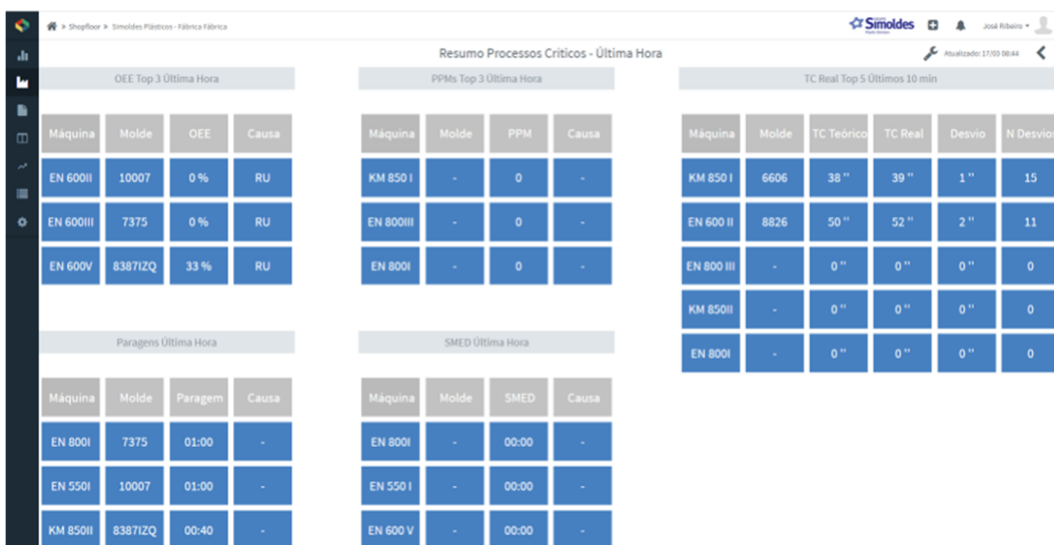 > Shopfloor > Simoldes Plásticos - Fábrica Fábrica
Simoldes
José Ribeiro
Resumo Processos Criticos - Última Hora
Atualizado: 17/03 08:44
OEE Top 3 Última Hora
Máquina Molde OEE Causa
EN 600II 10007 0 % RU
EN 600III 7375 0 % RU
EN 600V 8387IZQ 33 % RU
PPMs Top 3 Última Hora
Máquina Molde PPM Causa
KM 850 I - 0 -
EN 800III - 0 -
EN 800I - 0 -
TC Real Top 5 Últimos 10 min
Máquina Molde TC Teórico TC Real Desvio N Desvios
KM 850 I 6606 38 '' 39 '' 1 '' 15
EN 600 II 8826 50 '' 52 '' 2 '' 11
EN 800 III - 0 '' 0 '' 0 '' 0
KM 850II - 0 '' 0 '' 0 '' 0
EN 800I - 0 '' 0 '' 0 '' 0
Paragens Última Hora
Máquina Molde Paragem Causa
EN 800I 7375 01:00 -
EN 550I 10007 01:00 -
KM 850II 8387IZQ 00:40 -
SMED Última Hora
Máquina Molde SMED Causa
EN 800I - 00:00 -
EN 550 I - 00:00 -
EN 600 V - 00:00 -